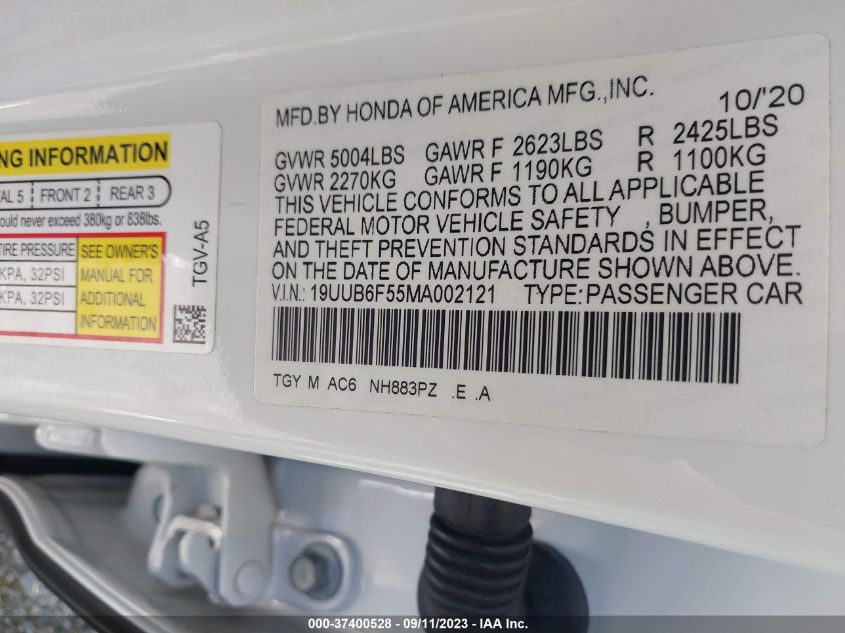 NG INFORMATION
TAL 5 FRONT 2 REAR 3
ould never exceed 380kg or 838lbs.
TIRE PRESSURE
KPA, 32PSI
KPA, 32PSI
SEE OWNER'S
MANUAL FOR
ADDITIONAL
INFORMATION
TGV-A5
MFD.BY HONDA OF AMERICA MFG.,INC. 10/'20
GVWR 5004LBS GAWR F 2623LBS R 2425LBS
GVWR 2270KG GAWR F 1190KG R 1100KG
THIS VEHICLE CONFORMS TO ALL APPLICABLE
FEDERAL MOTOR VEHICLE SAFETY , BUMPER,
AND THEFT PREVENTION STANDARDS IN EFFECT
ON THE DATE OF MANUFACTURE SHOWN ABOVE.
V.I.N.: 19UUB6F55MA002121 TYPE:PASSENGER CAR
TGY M AC6 NH883PZ .E .A
000-37400528 - 09/11/2023 - IAA Inc.